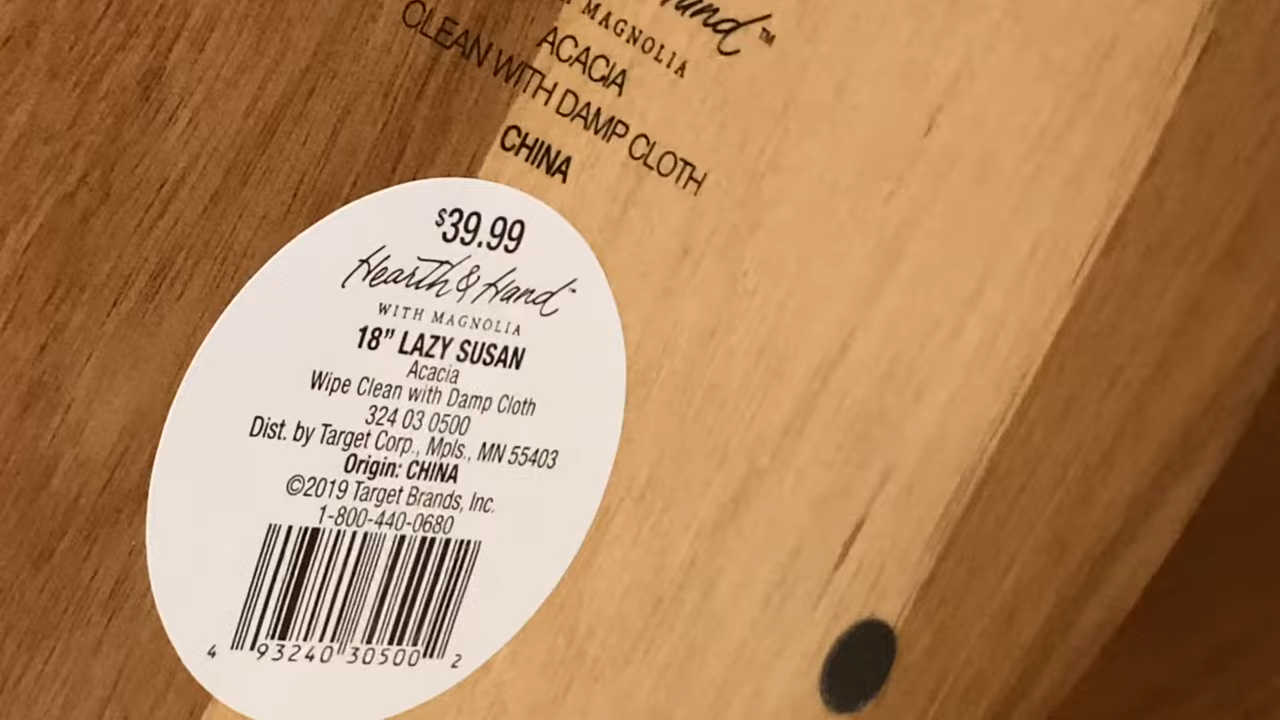 Hand™
MAGNOLIA
ACACIA
CLEAN WITH DAMP CLOTH
CHINA
$39.99
Hearth & Hand™
WITH MAGNOLIA
18” LAZY SUSAN
Acacia
Wipe Clean with Damp Cloth
324 03 0500
Dist. by Target Corp., Mpls., MN 55403
Origin: CHINA
©2019 Target Brands, Inc.
1-800-440-0680
4 93240 30500 2